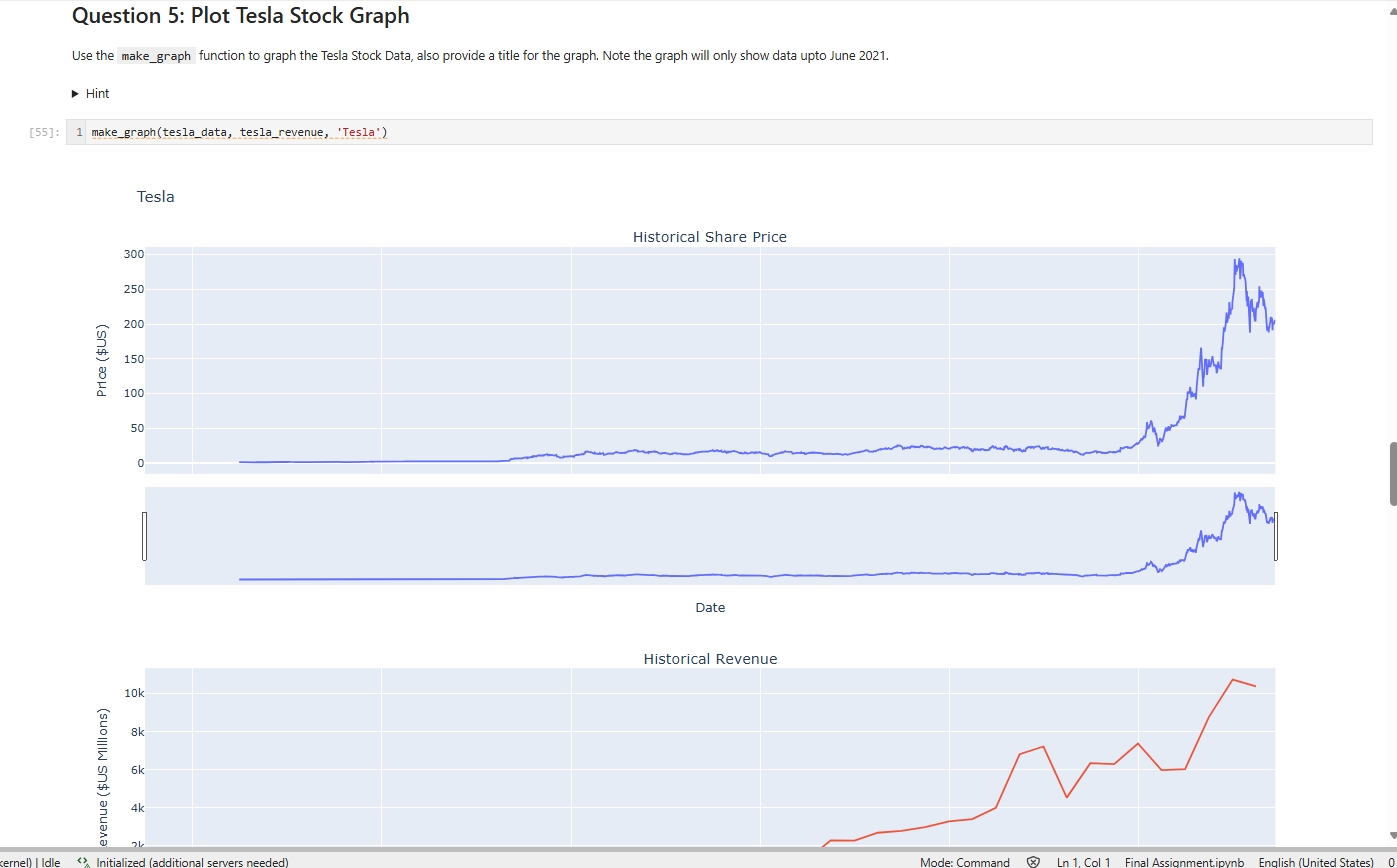 Question 5: Plot Tesla Stock Graph
Use the make_graph function to graph the Tesla Stock Data, also provide a title for the graph. Note the graph will only show data upto June 2021.
Hint
[55]: 1 make_graph(tesla_data, tesla_revenue, 'Tesla')
Tesla
Historical Share Price
300
250
200
150
100
50
0
Price ($US)
Date
Historical Revenue
10k
8k
6k
4k
2k
evenue ($US Millions)
kernel) | Idle Initialized (additional servers needed) Mode: Command Ln 1, Col 1 Final Assignment.ipynb English (United States) 0